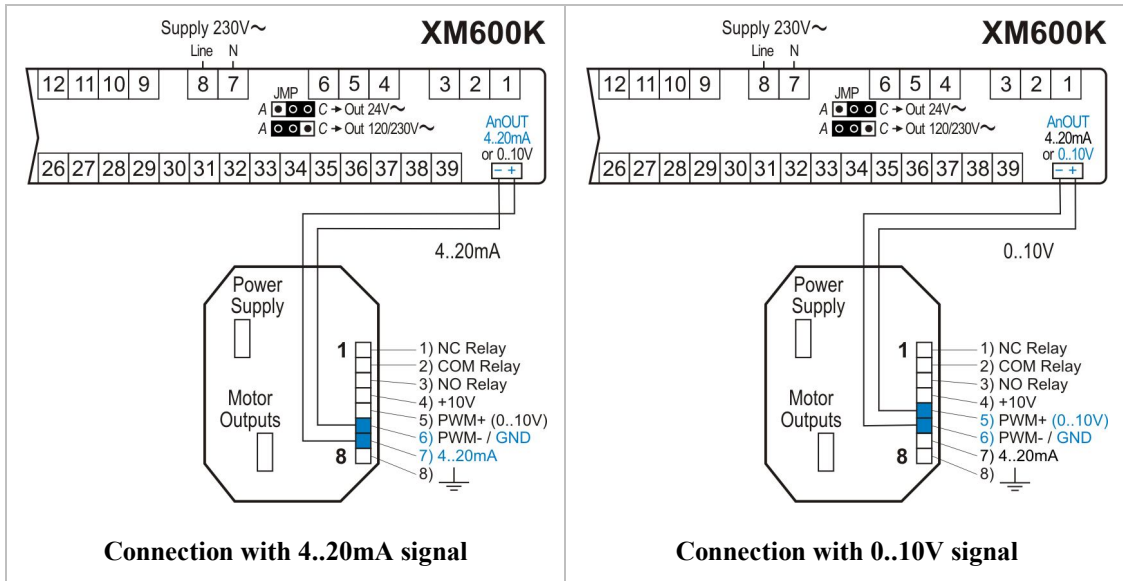 Supply 230V~
XM600K
Line N
12 11 10 9 8 7 6 5 4 3 2 1
JMP
A C → Out 24V~
A C → Out 120/230V~
AnOUT
4..20mA
or 0..10V
- +
26 27 28 29 30 31 32 33 34 35 36 37 38 39
4..20mA
Power
Supply
1
1) NC Relay
2) COM Relay
3) NO Relay
4) +10V
Motor
Outputs
5) PWM+ (0..10V)
6) PWM- / GND
8
7) 4..20mA
8)
Connection with 4..20mA signal
Supply 230V~
XM600K
Line N
12 11 10 9 8 7 6 5 4 3 2 1
JMP
A C → Out 24V~
A C → Out 120/230V~
AnOUT
4..20mA
or 0..10V
- +
26 27 28 29 30 31 32 33 34 35 36 37 38 39
0..10V
Power
Supply
1
1) NC Relay
2) COM Relay
3) NO Relay
4) +10V
Motor
Outputs
5) PWM+ (0..10V)
6) PWM- / GND
8
7) 4..20mA
8)
Connection with 0..10V signal